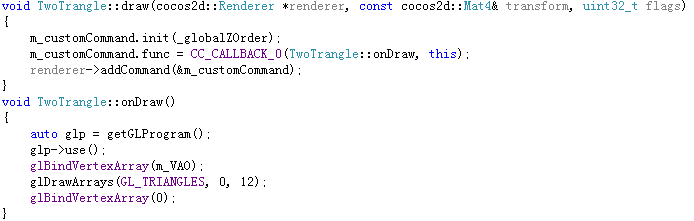 void TwoTrangle::draw(cocos2d::Renderer *renderer, const cocos2d::Mat4& transform, uint32_t flags)
{
    m_customCommand.init(_globalZOrder);
    m_customCommand.func = CC_CALLBACK_0(TwoTrangle::onDraw, this);
    renderer->addCommand(&m_customCommand);
}
void TwoTrangle::onDraw()
{
    auto glp = getGLProgram();
    glp->use();
    glBindVertexArray(m_VAO);
    glDrawArrays(GL_TRIANGLES, 0, 12);
    glBindVertexArray(0);
}